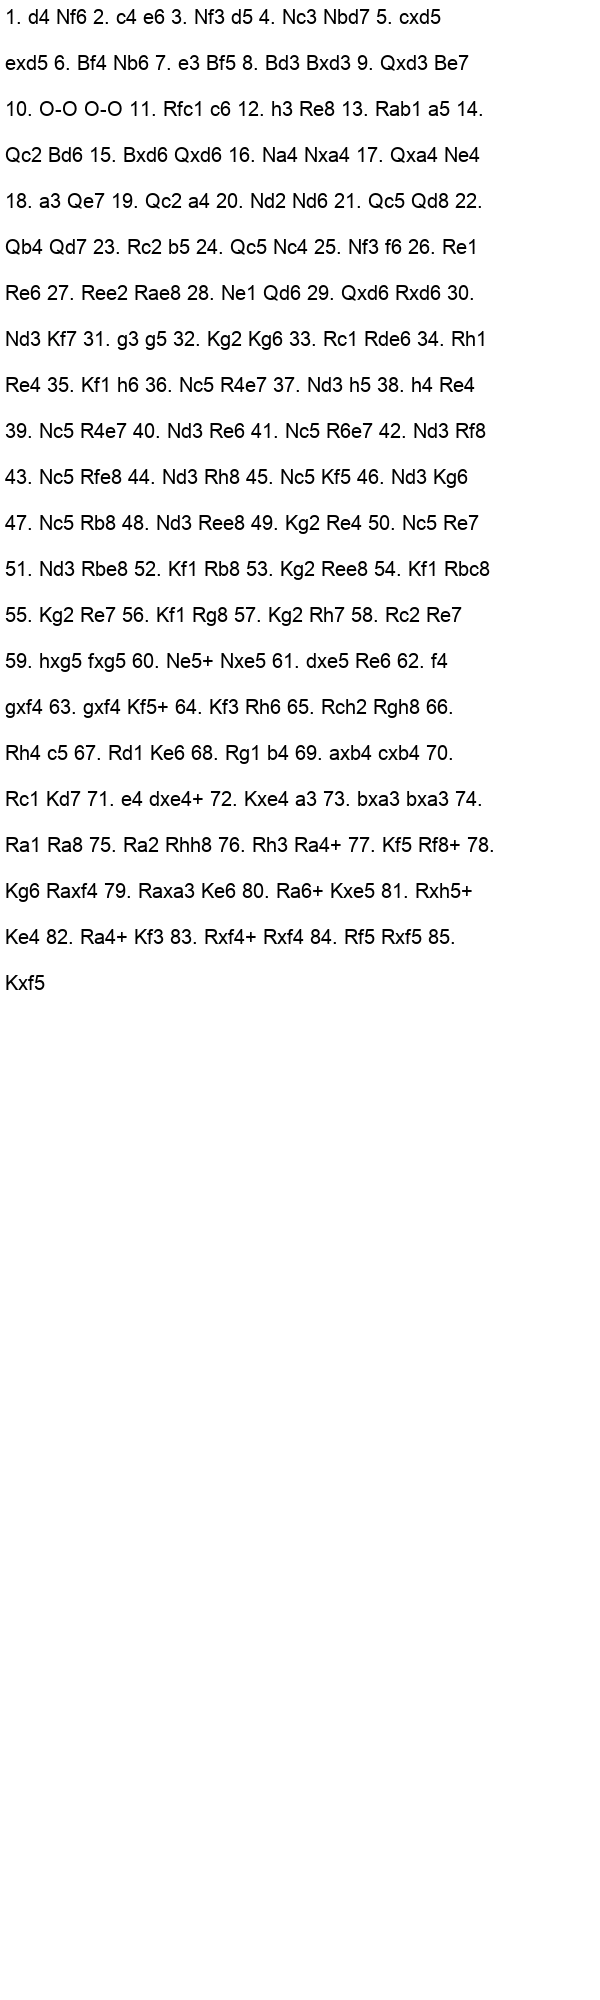 1. d4 Nf6 2. c4 e6 3. Nf3 d5 4. Nc3 Nbd7 5. cxd5
exd5 6. Bf4 Nb6 7. e3 Bf5 8. Bd3 Bxd3 9. Qxd3 Be7
10. O-O O-O 11. Rfc1 c6 12. h3 Re8 13. Rab1 a5 14.
Qc2 Bd6 15. Bxd6 Qxd6 16. Na4 Nxa4 17. Qxa4 Ne4
18. a3 Qe7 19. Qc2 a4 20. Nd2 Nd6 21. Qc5 Qd8 22.
Qb4 Qd7 23. Rc2 b5 24. Qc5 Nc4 25. Nf3 f6 26. Re1
Re6 27. Ree2 Rae8 28. Ne1 Qd6 29. Qxd6 Rxd6 30.
Nd3 Kf7 31. g3 g5 32. Kg2 Kg6 33. Rc1 Rde6 34. Rh1
Re4 35. Kf1 h6 36. Nc5 R4e7 37. Nd3 h5 38. h4 Re4
39. Nc5 R4e7 40. Nd3 Re6 41. Nc5 R6e7 42. Nd3 Rf8
43. Nc5 Rfe8 44. Nd3 Rh8 45. Nc5 Kf5 46. Nd3 Kg6
47. Nc5 Rb8 48. Nd3 Ree8 49. Kg2 Re4 50. Nc5 Re7
51. Nd3 Rbe8 52. Kf1 Rb8 53. Kg2 Ree8 54. Kf1 Rbc8
55. Kg2 Re7 56. Kf1 Rg8 57. Kg2 Rh7 58. Rc2 Re7
59. hxg5 fxg5 60. Ne5+ Nxe5 61. dxe5 Re6 62. f4
gxf4 63. gxf4 Kf5+ 64. Kf3 Rh6 65. Rch2 Rgh8 66.
Rh4 c5 67. Rd1 Ke6 68. Rg1 b4 69. axb4 cxb4 70.
Rc1 Kd7 71. e4 dxe4+ 72. Kxe4 a3 73. bxa3 bxa3 74.
Ra1 Ra8 75. Ra2 Rhh8 76. Rh3 Ra4+ 77. Kf5 Rf8+ 78.
Kg6 Raxf4 79. Raxa3 Ke6 80. Ra6+ Kxe5 81. Rxh5+
Ke4 82. Ra4+ Kf3 83. Rxf4+ Rxf4 84. Rf5 Rxf5 85.
Kxf5